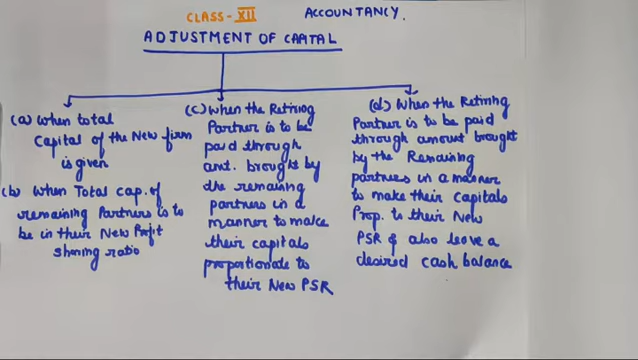 CLASS - XII ACCOUNTANCY.
ADJUSTMENT OF CAPITAL
(a) When total
Capital of the New firm
is given
(b) When Total cap. of
remaining Partners is to
be in their New Profit
sharing ratio
(c) When the Retiring
Partner is to be
paid through
amt. brought by
the remaining
partners in a
manner to make
their capitals
proportionate to
their New PSR
(d) When the Retiring
Partner is to be paid
through amount brought
by the Remaining
partners in a manner
to make their capitals
Prop. to their New
PSR & also leave a
desired cash balance